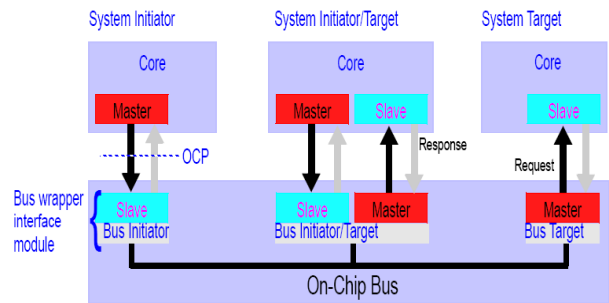 System Initiator
System Initiator/Target
System Target
Core
Core
Core
Master
Master
Slave
Slave
OCP
Response
Request
Bus wrapper
interface
module
Slave
Slave
Master
Master
Bus Initiator
Bus Initiator/Target
Bus Target
On-Chip Bus